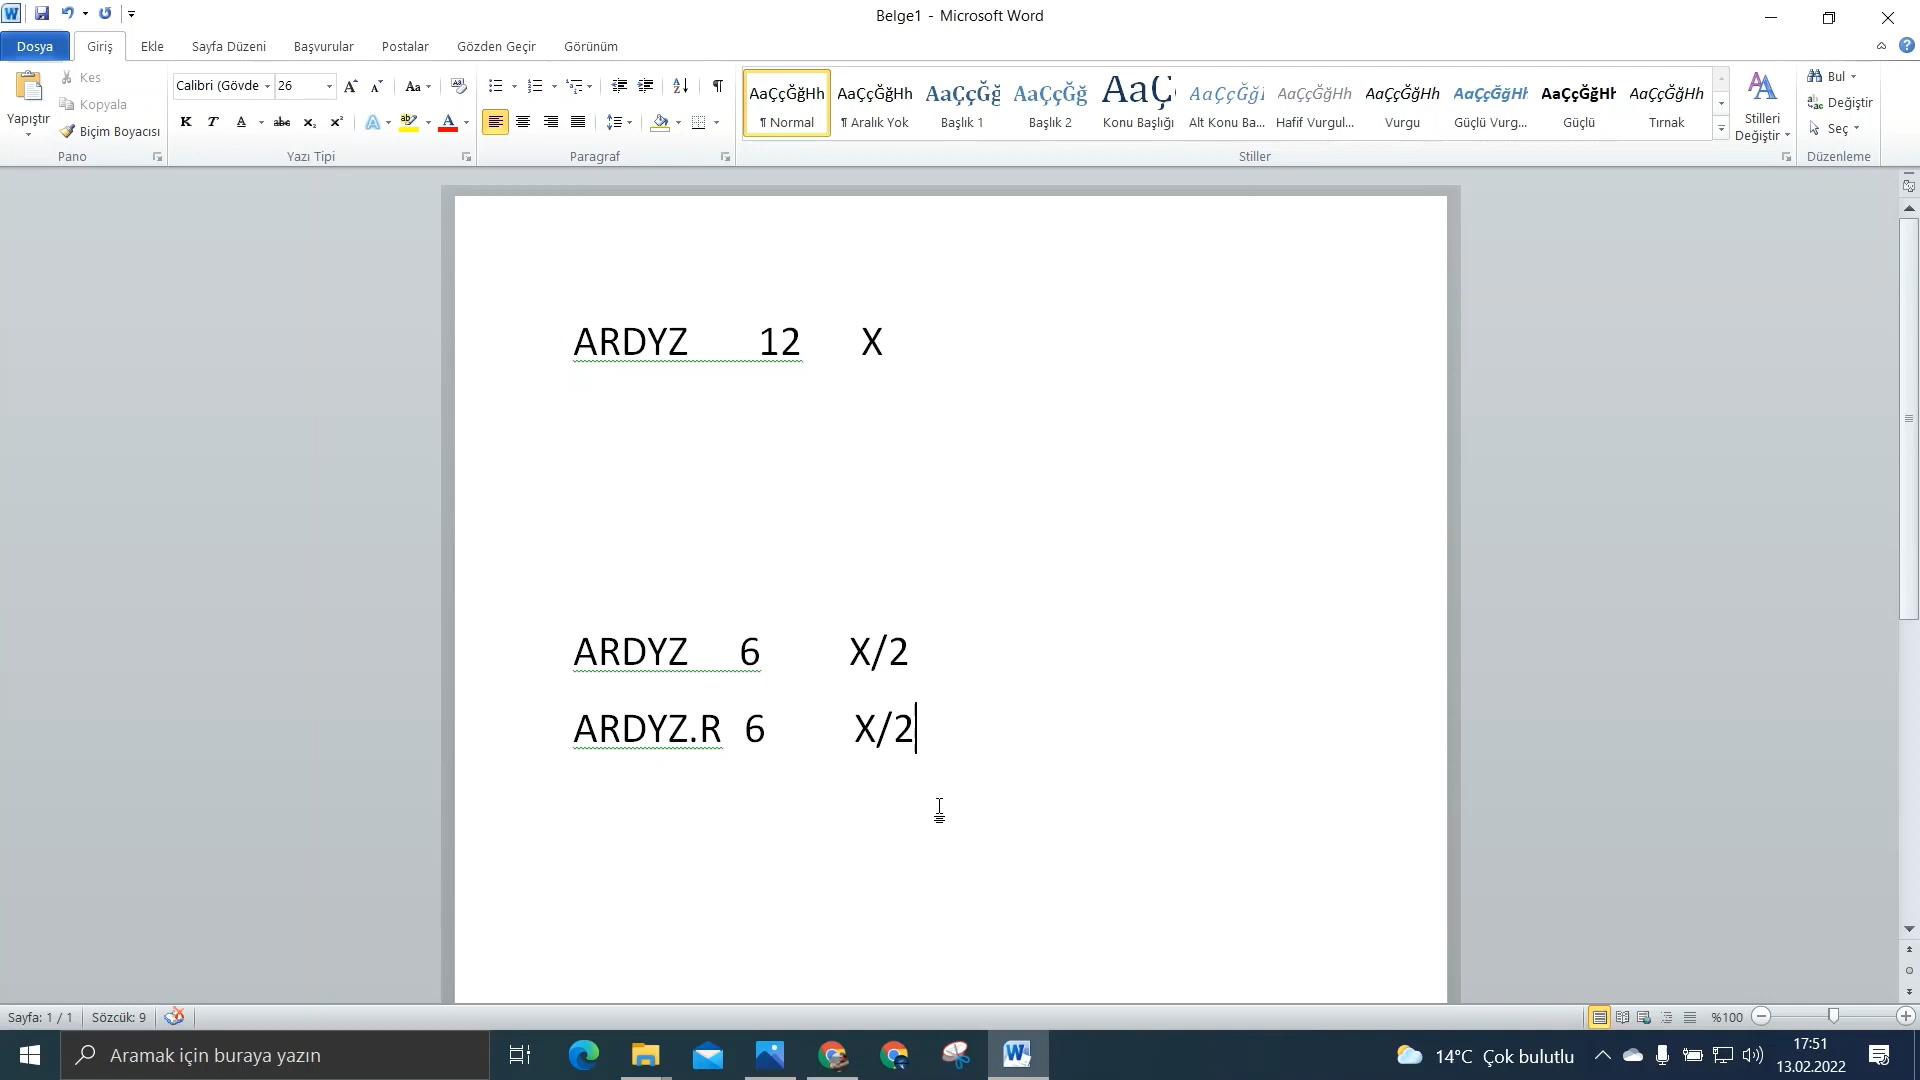 Belge1 - Microsoft Word
Dosya Giriş Ekle Sayfa Düzeni Başvurular Postalar Gözden Geçir Görünüm
Yapıştır
Kes
Kopyala
Biçim Boyacısı
Pano
Calibri (Gövde 26
Yazı Tipi
Paragraf
AaÇçĞğHh AaÇçĞğHh AaÇçĞğ AaÇçĞğ AaÇ AaÇçĞğI AaÇçĞğHh AaÇçĞğHh AaÇçĞğHh AaÇçĞğHh AaÇçĞğHh
¶ Normal ¶ Aralık Yok Başlık 1 Başlık 2 Konu Başlığı Alt Konu Ba... Hafif Vurgul... Vurgu Güçlü Vurg... Güçlü Tırnak
Stiller
Stilleri
Değiştir
Bul
Değiştir
Seç
Düzenleme
ARDYZ 12 X
ARDYZ 6 X/2
ARDYZ.R 6 X/2
Sayfa: 1 / 1 Sözcük: 9 %100
Aramak için buraya yazın
14°C Çok bulutlu
17:51
13.02.2022